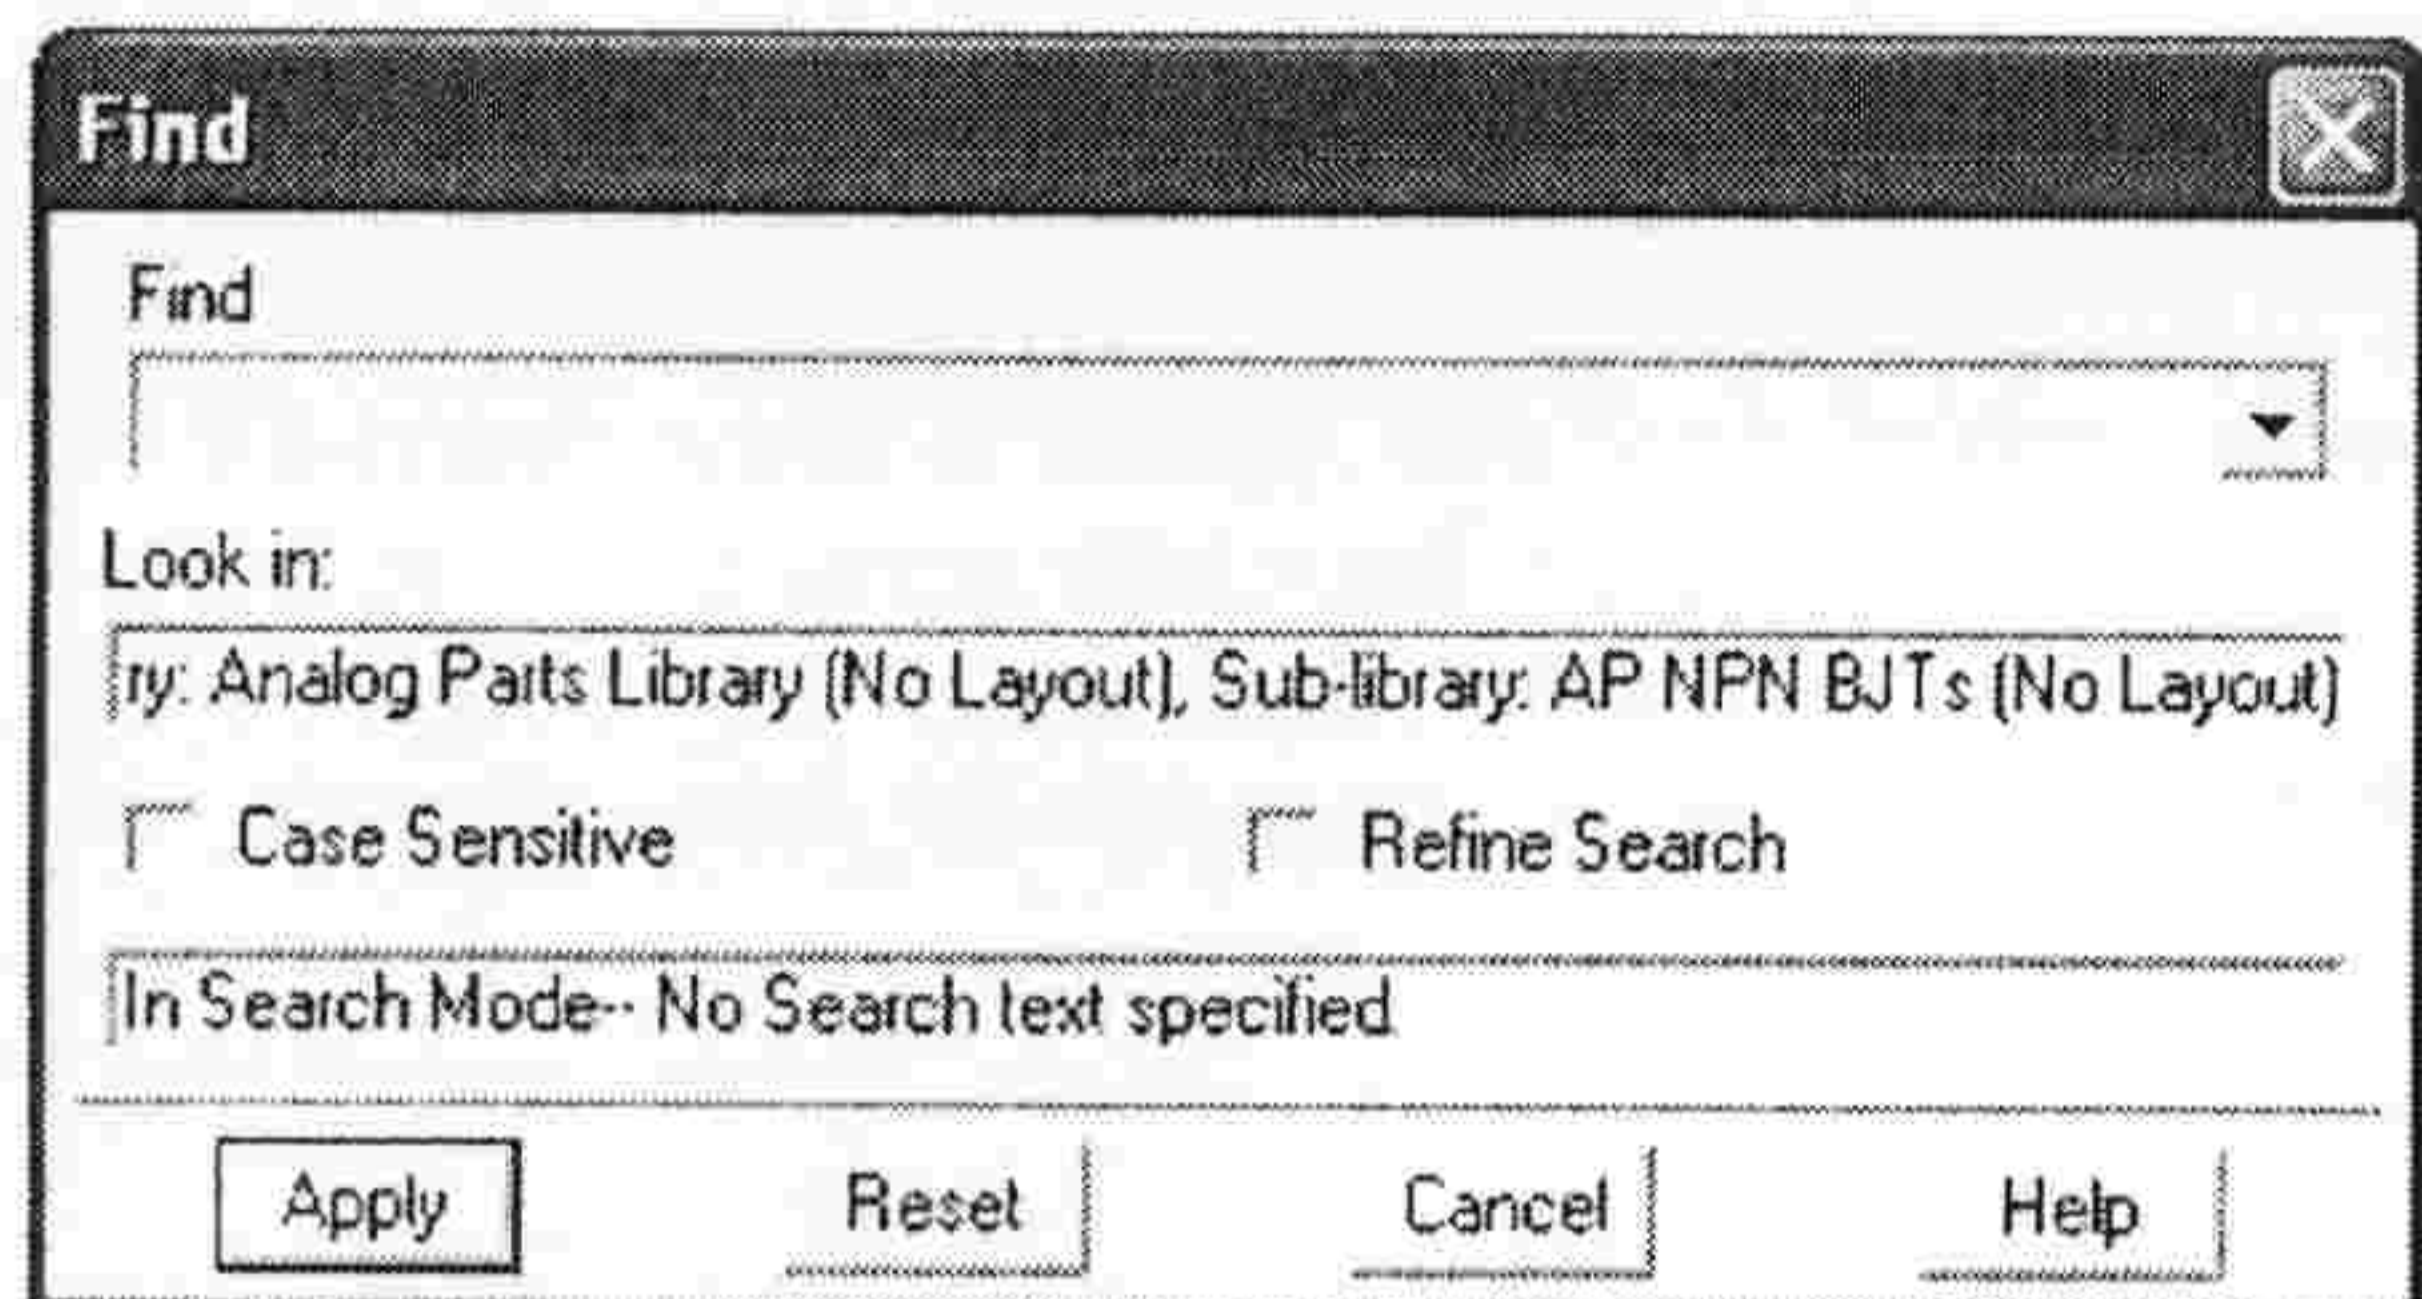 Find
Find
Look in:
ry: Analog Parts Library (No Layout), Sub-library: AP NPN BJTs (No Layout)
Case Sensitive Refine Search
In Search Mode-- No Search text specified
Apply Reset Cancel Help